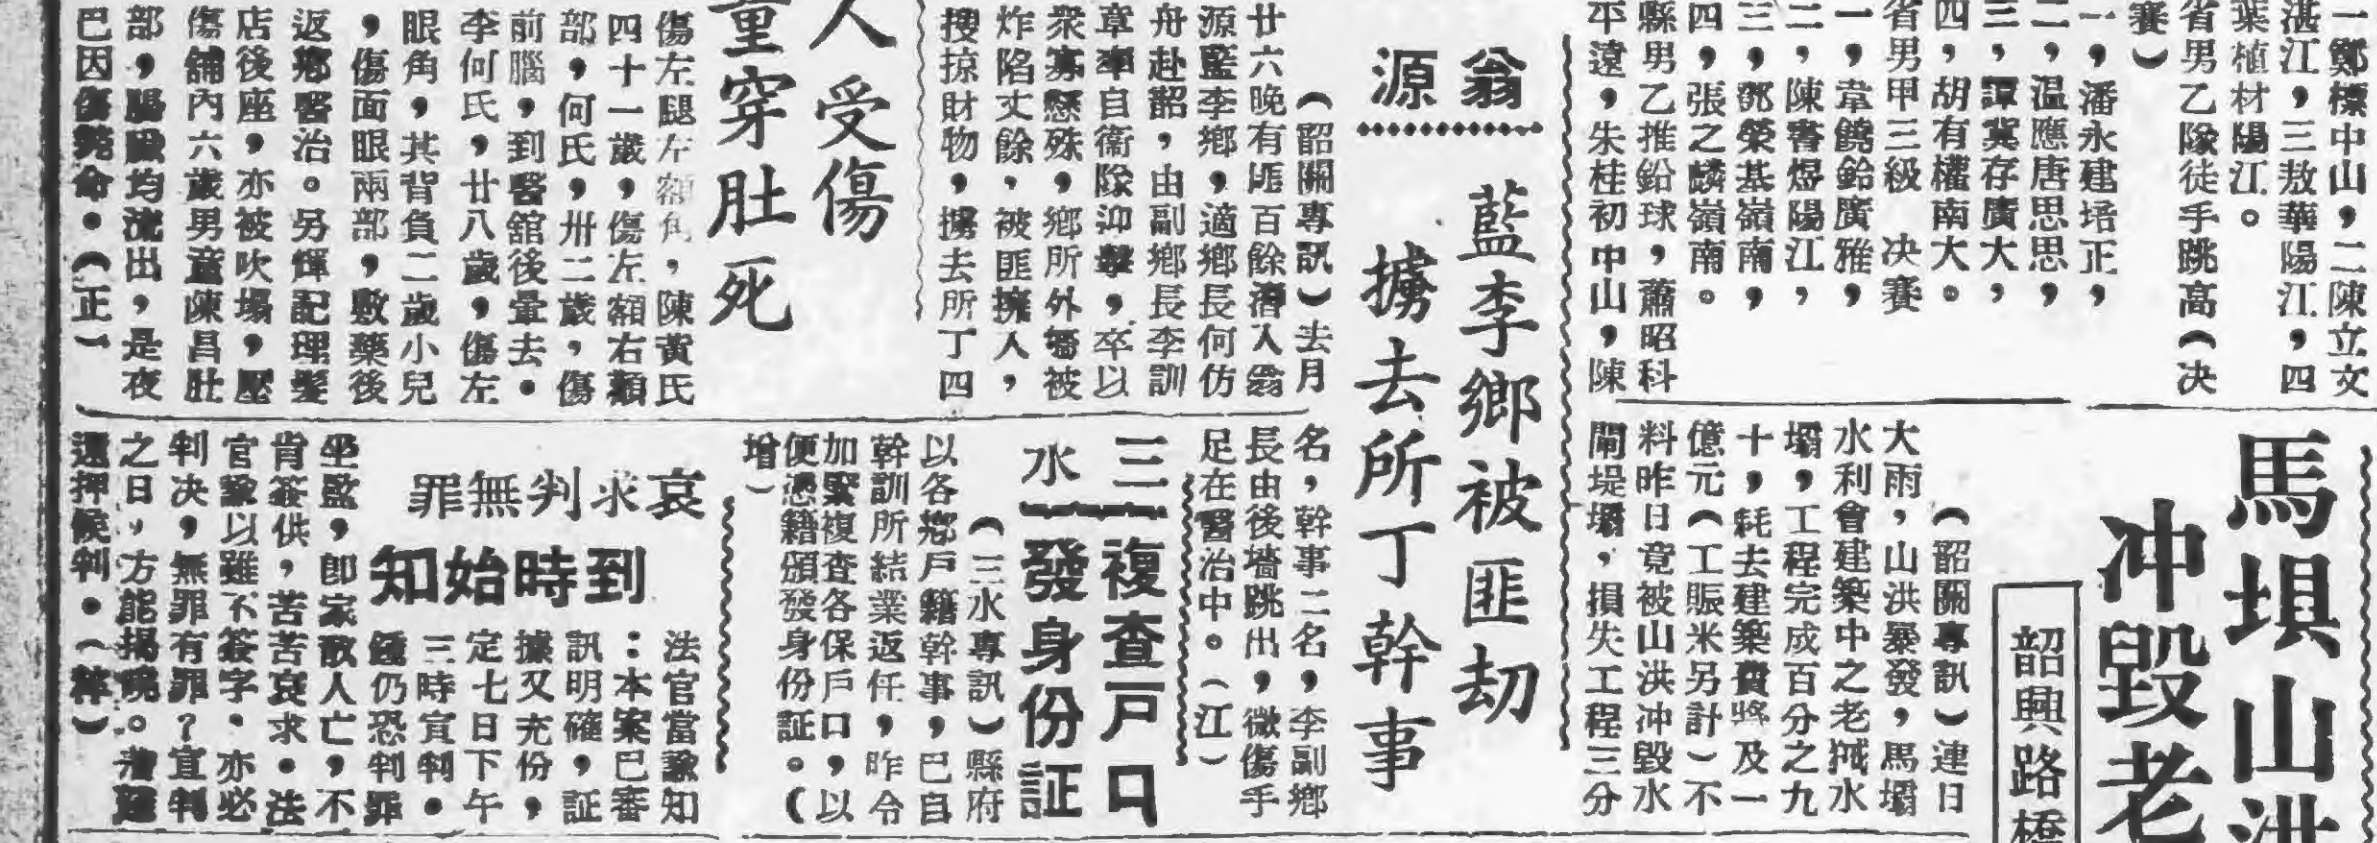 一鄭標中山，二陳立文
湛江，三敖華陽江，四
葉植材陽江。
省男乙隊徒手跳高（决
賽）
一，潘永建培正，
二，温應唐思思，
三，譚冀存廣大，
四，胡有權南大。
省男甲三級　决賽
一，韋饒鈴廣雅，
二，陳書煜陽江，
三，鄧榮基嶺南，
四，張之麟嶺南。
縣男乙推鉛球，蕭昭科
平遠，朱桂初中山，陳
馬垻山洪
冲毀老
韶興路橋
（韶關專訊）連日
大雨，山洪暴發，馬壩
水利會建築中之老㘯水
壩，工程完成百分之九
十，耗去建築費將及一
億元（工賑米另計）不
料昨日竟被山洪冲毀水
閘堤壩，損失工程三分
翁源
藍李鄉被匪刧
擄去所丁幹事
（韶關專訊）去月
廿六晚有匪百餘潛入翁
源藍李鄉，適鄉長何仿
舟赴韶，由副鄉長李訓
章率自衞隊迎擊，卒以
衆寡懸殊，鄉所外墻被
炸陷丈餘，被匪擁入，
搜掠財物，擄去所丁四
名，幹事二名，李副鄉
長由後墻跳出，微傷手
足在醫治中。（江）
三水
複查戶口
發身份証
（三水專訊）縣府
以各鄉戶籍幹事，已自
幹訓所結業返任，昨令
加緊複查各保戶口，以
便憑籍頒發身份証。（
增）
人受傷
童穿肚死
傷左腿左額角，陳黃氏
四十一歲，傷左額右額
部，何氏，卅二歲，傷
前腦，到醫舘後暈去。
李何氏，廿八歲，傷左
眼角，其背負二歲小兒
，傷面眼兩部，敷藥後
返鄉醫治。另煇記理髮
店後座，亦被吹塲，壓
傷舖內六歲男童陳昌肚
部，腸臟均流出，是夜
已因傷斃命。（正）
哀求判無罪
到時始知
法官當諭知
：本案已審
訊明確，証
據又充份，
定七日下午
三時宣判。
鍾仍恐判罪
坐監，卽家散人亡，不
肯簽供，苦苦哀求。法
官諭以雖不簽字，亦必
判决，無罪有罪？宣判
之日，方能揭曉。
還押候判。